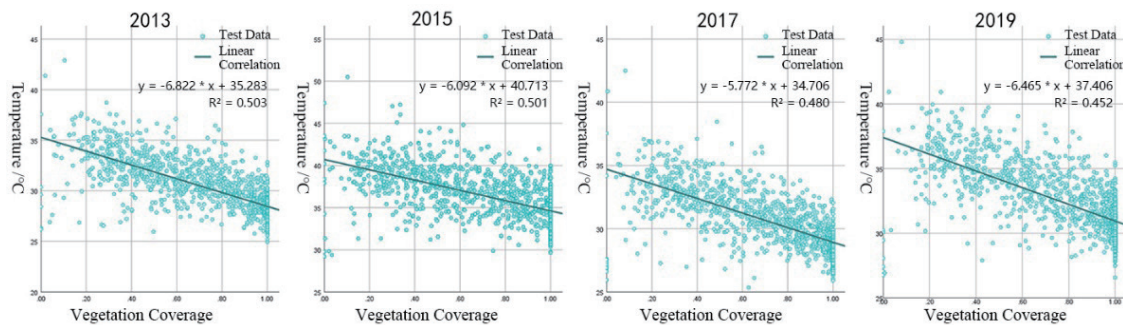 2013
Test Data
Linear
Correlation
y = -6.822 * x + 35.283
R² = 0.503
Temperature /°C
45
40
35
30
25
20
.00 .20 .40 .60 .80 1.00
Vegetation Coverage
2015
Test Data
Linear
Correlation
y = -6.092 * x + 40.713
R² = 0.501
Temperature /°C
55
50
45
40
35
30
25
.00 .20 .40 .60 .80 1.00
Vegetation Coverage
2017
Test Data
Linear
Correlation
y = -5.772 * x + 34.706
R² = 0.480
Temperature /°C
45
40
35
30
25
.00 .20 .40 .60 .80 1.00
Vegetation Coverage
2019
Test Data
Linear
Correlation
y = -6.465 * x + 37.406
R² = 0.452
Temperature /°C
45
40
35
30
25
.00 .20 .40 .60 .80 1.00
Vegetation Coverage